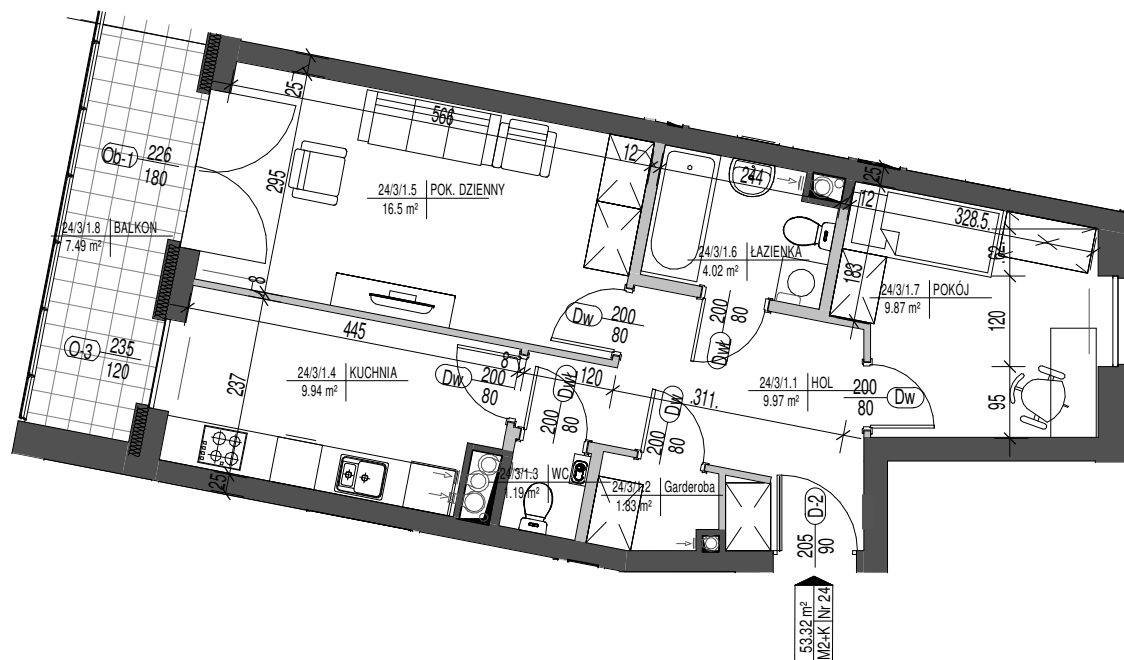 25
566
12
244
25
12
328.5.
Ob-1 226
180
295
24/3/1.5 POK. DZIENNY
16.5 m²
24/3/1.8 BALKON
7.49 m²
24/3/1.6 ŁAZIENKA
4.02 m²
183
24/3/1.7 POKÓJ
9.87 m²
120
8
Dw 200
80
200
80
Dwł
O-3 235
120
445
237
24/3/1.4 KUCHNIA
9.94 m²
8
Dw 200
80
Dwł
200
80
120
.311.
Dw
200
80
24/3/1.1 HOL
9.97 m²
200
80
Dw
95
25
24/3/1.3 WC
1.19 m²
24/3/1.2 Garderoba
1.83 m²
D-2
205
90
53.32 m²
M2+K Nr 24